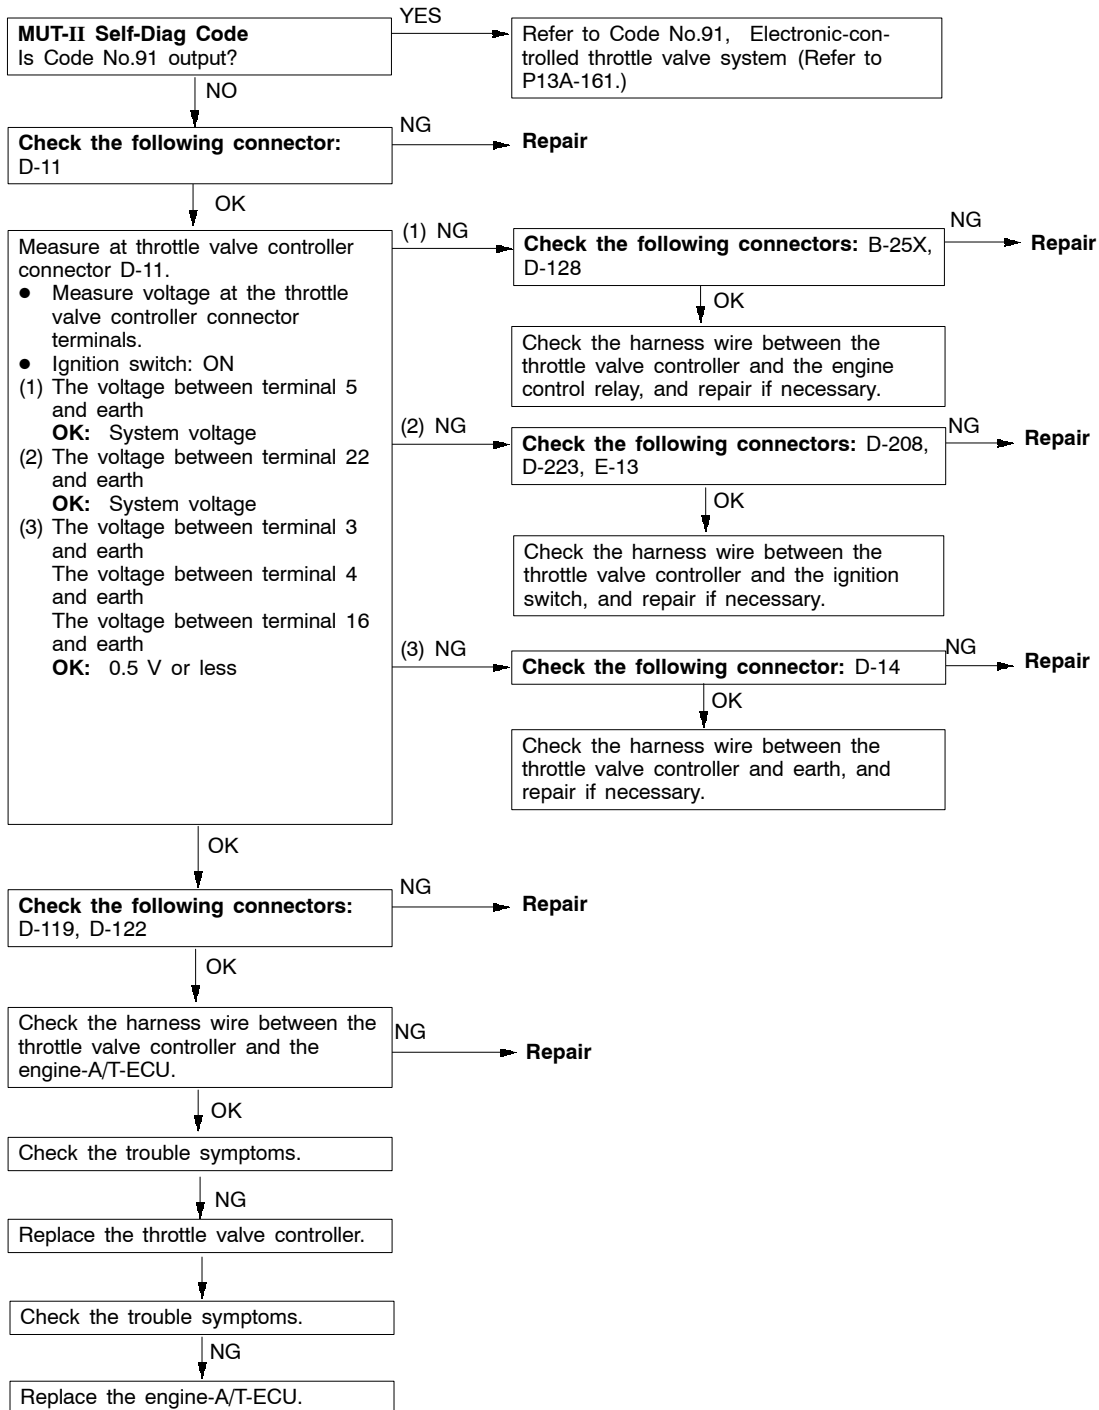 MUT-II Self-Diag Code
Is Code No.91 output?
YES
Refer to Code No.91, Electronic-con-
trolled throttle valve system (Refer to
P13A-161.)
NO
Check the following connector:
D-11
NG
Repair
OK
Measure at throttle valve controller
connector D-11.
● Measure voltage at the throttle
valve controller connector
terminals.
● Ignition switch: ON
(1) The voltage between terminal 5
and earth
OK: System voltage
(2) The voltage between terminal 22
and earth
OK: System voltage
(3) The voltage between terminal 3
and earth
The voltage between terminal 4
and earth
The voltage between terminal 16
and earth
OK: 0.5 V or less
(1) NG
Check the following connectors: B-25X,
D-128
NG
Repair
OK
Check the harness wire between the
throttle valve controller and the engine
control relay, and repair if necessary.
(2) NG
Check the following connectors: D-208,
D-223, E-13
NG
Repair
OK
Check the harness wire between the
throttle valve controller and the ignition
switch, and repair if necessary.
(3) NG
Check the following connector: D-14
NG
Repair
OK
Check the harness wire between the
throttle valve controller and earth, and
repair if necessary.
OK
Check the following connectors:
D-119, D-122
NG
Repair
OK
Check the harness wire between the
throttle valve controller and the
engine-A/T-ECU.
NG
Repair
OK
Check the trouble symptoms.
NG
Replace the throttle valve controller.
Check the trouble symptoms.
NG
Replace the engine-A/T-ECU.